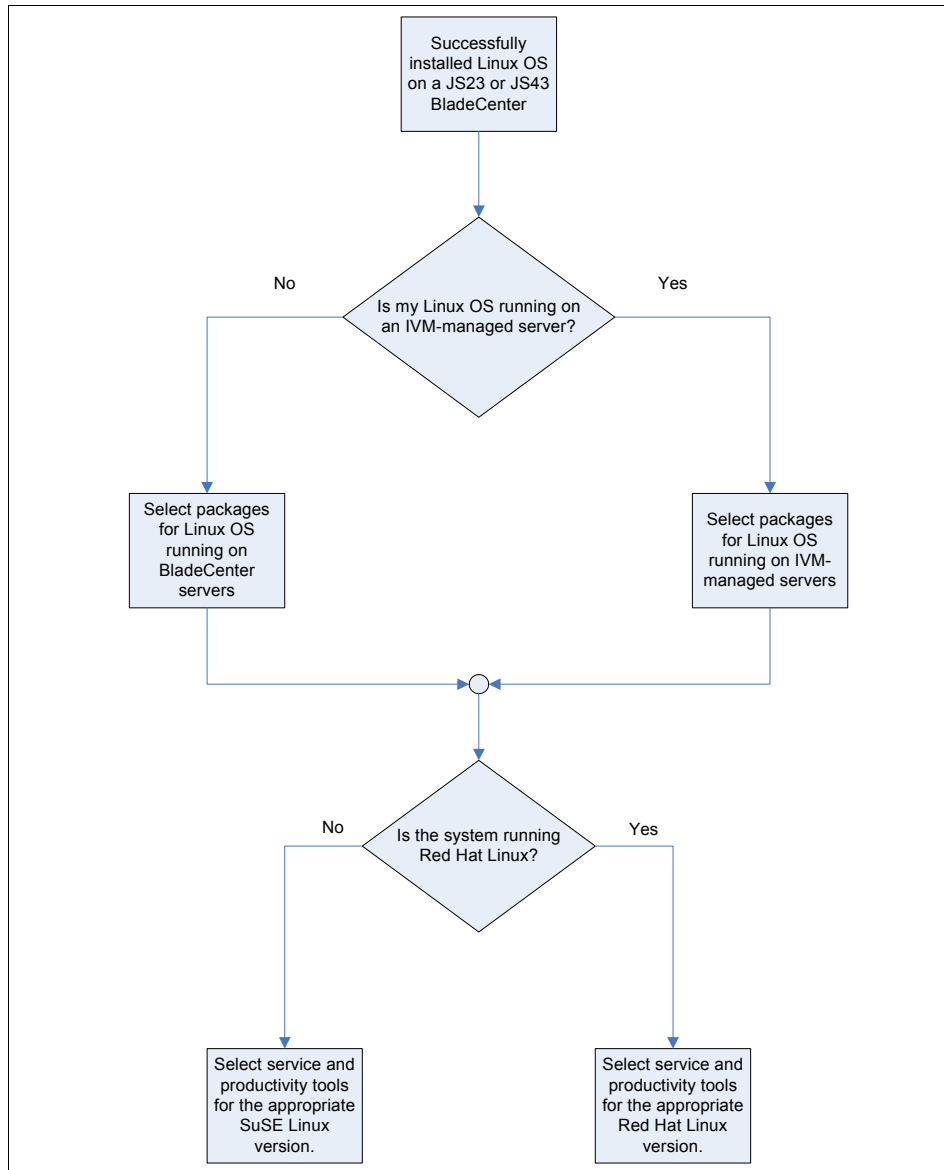 Successfully
installed Linux OS
on a JS23 or JS43
BladeCenter
No
Yes
Is my Linux OS running on
an IVM-managed server?
Select packages
for Linux OS
running on
BladeCenter
servers
Select packages
for Linux OS
running on IVM-
managed servers
No
Yes
Is the system running
Red Hat Linux?
Select service and
productivity tools
for the appropriate
SuSE Linux
version.
Select service and
productivity tools
for the appropriate
Red Hat Linux
version.